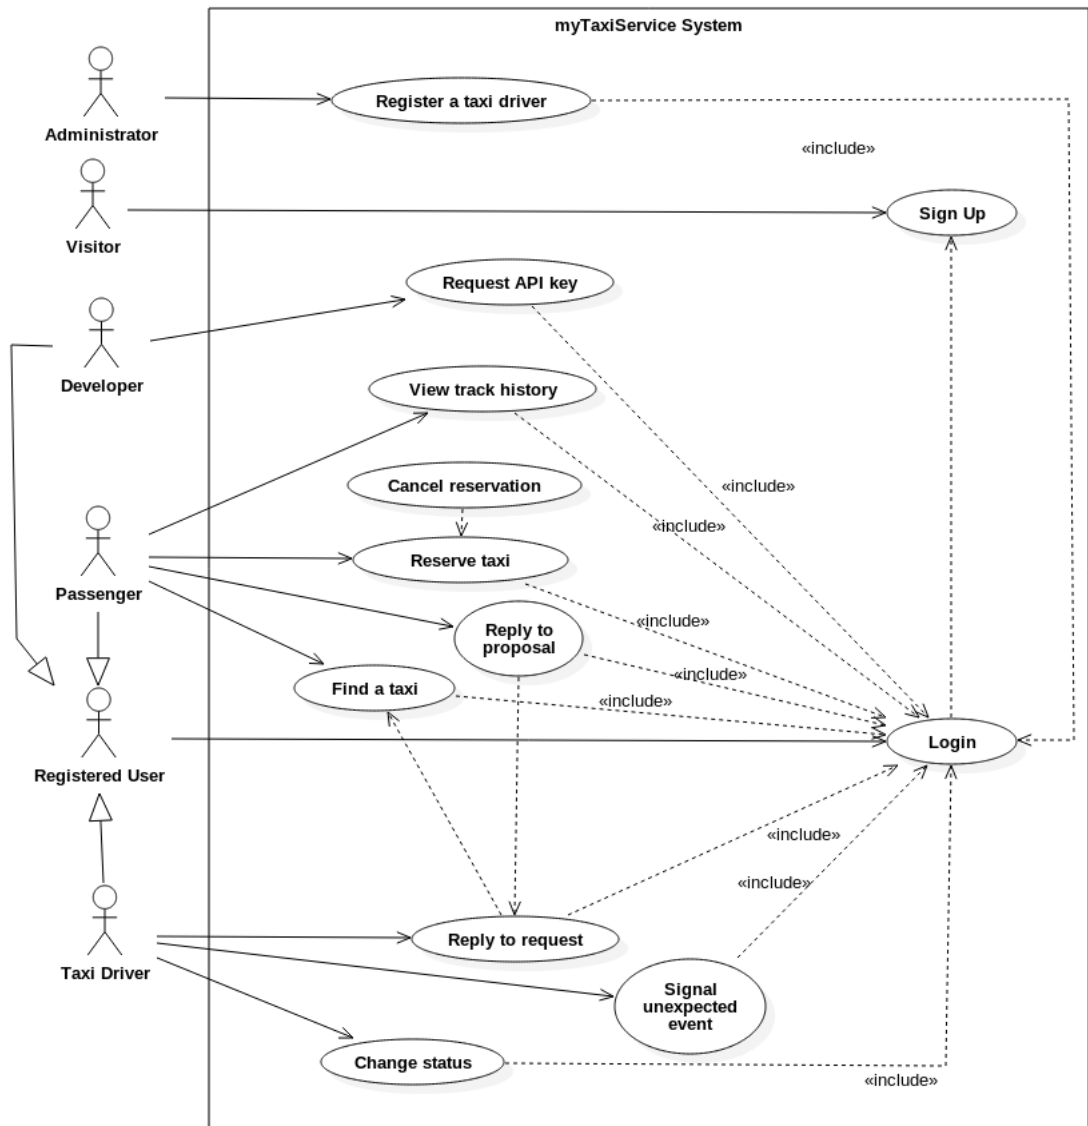 myTaxiService System
Register a taxi driver
Administrator
«include»
Sign Up
Visitor
Request API key
Developer
View track history
Cancel reservation
«include»
«include»
Reserve taxi
Passenger
«include»
Reply to
proposal
«include»
Find a taxi
«include»
Login
Registered User
«include»
«include»
Reply to request
Taxi Driver
Signal
unexpected
event
Change status
«include»